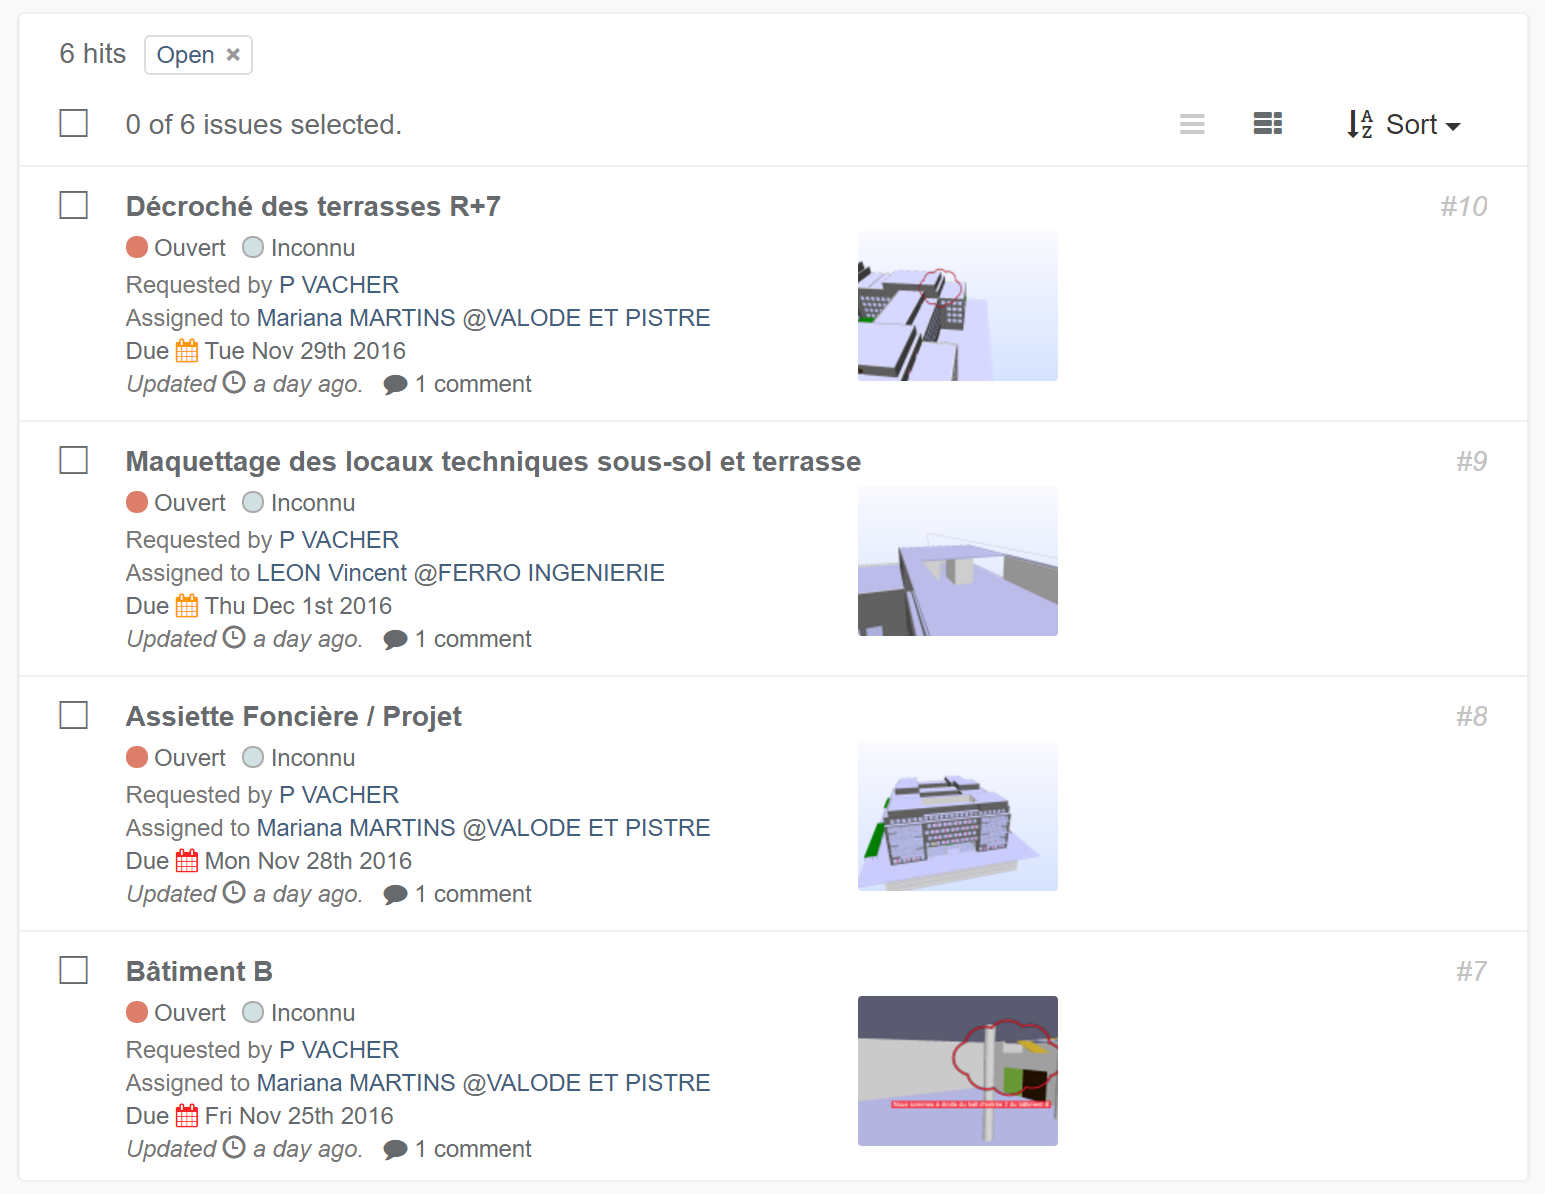 6 hits Open ×
0 of 6 issues selected. Sort
Décroché des terrasses R+7 #10
Ouvert Inconnu
Requested by P VACHER
Assigned to Mariana MARTINS @VALODE ET PISTRE
Due Tue Nov 29th 2016
Updated a day ago. 1 comment
Maquettage des locaux techniques sous-sol et terrasse #9
Ouvert Inconnu
Requested by P VACHER
Assigned to LEON Vincent @FERRO INGENIERIE
Due Thu Dec 1st 2016
Updated a day ago. 1 comment
Assiette Foncière / Projet #8
Ouvert Inconnu
Requested by P VACHER
Assigned to Mariana MARTINS @VALODE ET PISTRE
Due Mon Nov 28th 2016
Updated a day ago. 1 comment
Bâtiment B #7
Ouvert Inconnu
Requested by P VACHER
Assigned to Mariana MARTINS @VALODE ET PISTRE
Due Fri Nov 25th 2016
Updated a day ago. 1 comment